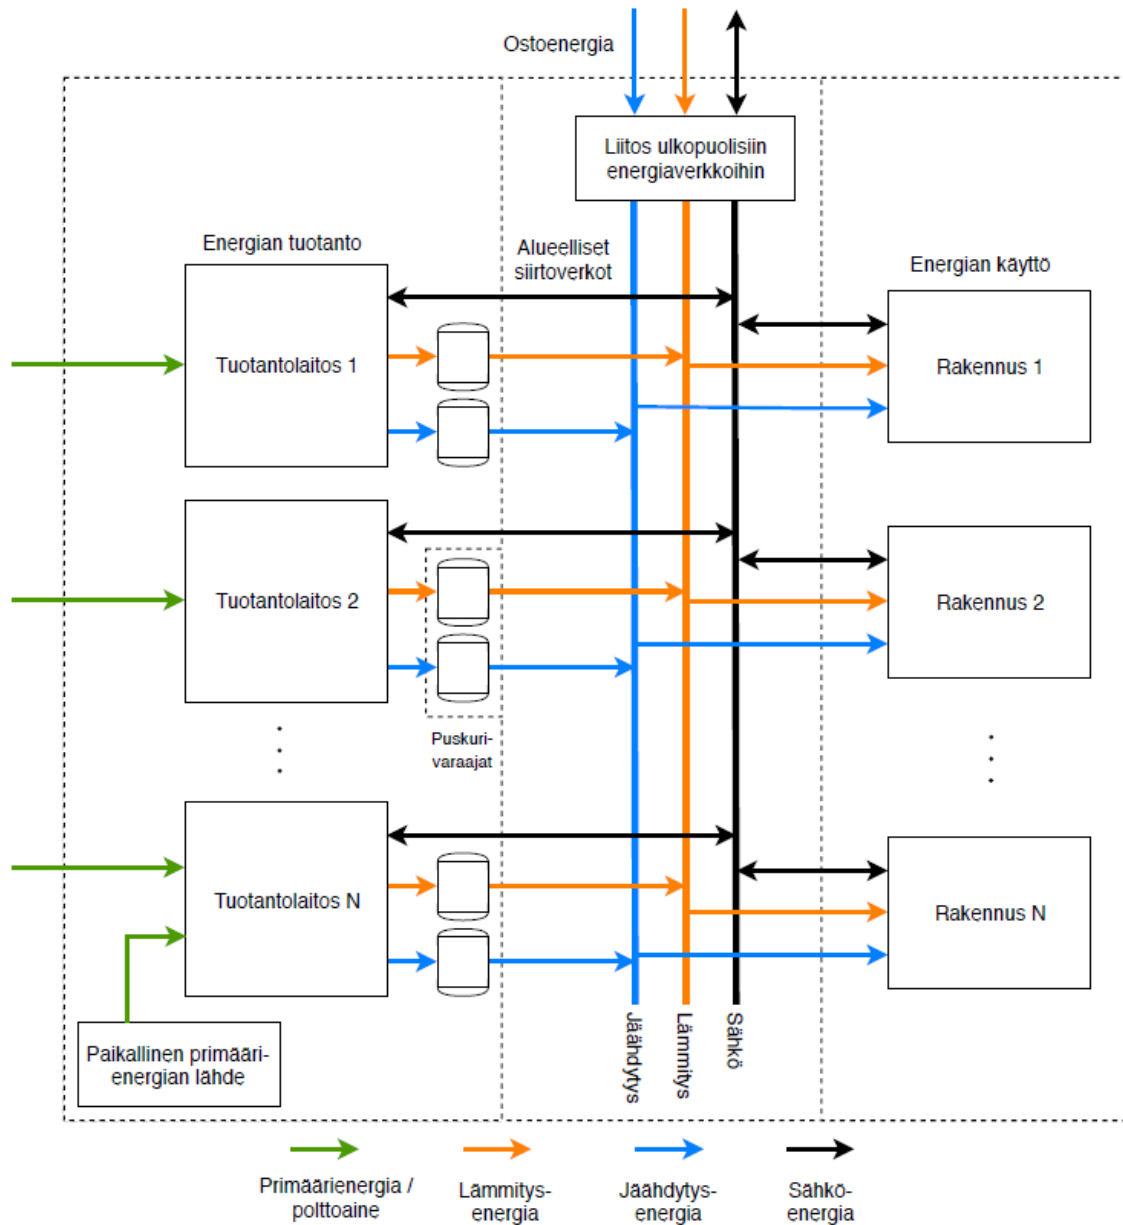 Ostoenergia
Liitos ulkopuolisiin
energiaverkkoihin
Energian tuotanto
Alueelliset
siirtoverkot
Energian käyttö
Tuotantolaitos 1
Rakennus 1
Tuotantolaitos 2
Rakennus 2
Puskuri-
varaajat
Tuotantolaitos N
Rakennus N
Jäähdytys
Lämmitys
Sähkö
Paikallinen primääri-
energian lähde
Primäärienergia /
polttoaine
Lämmitys-
energia
Jäähdytys-
energia
Sähkö-
energia